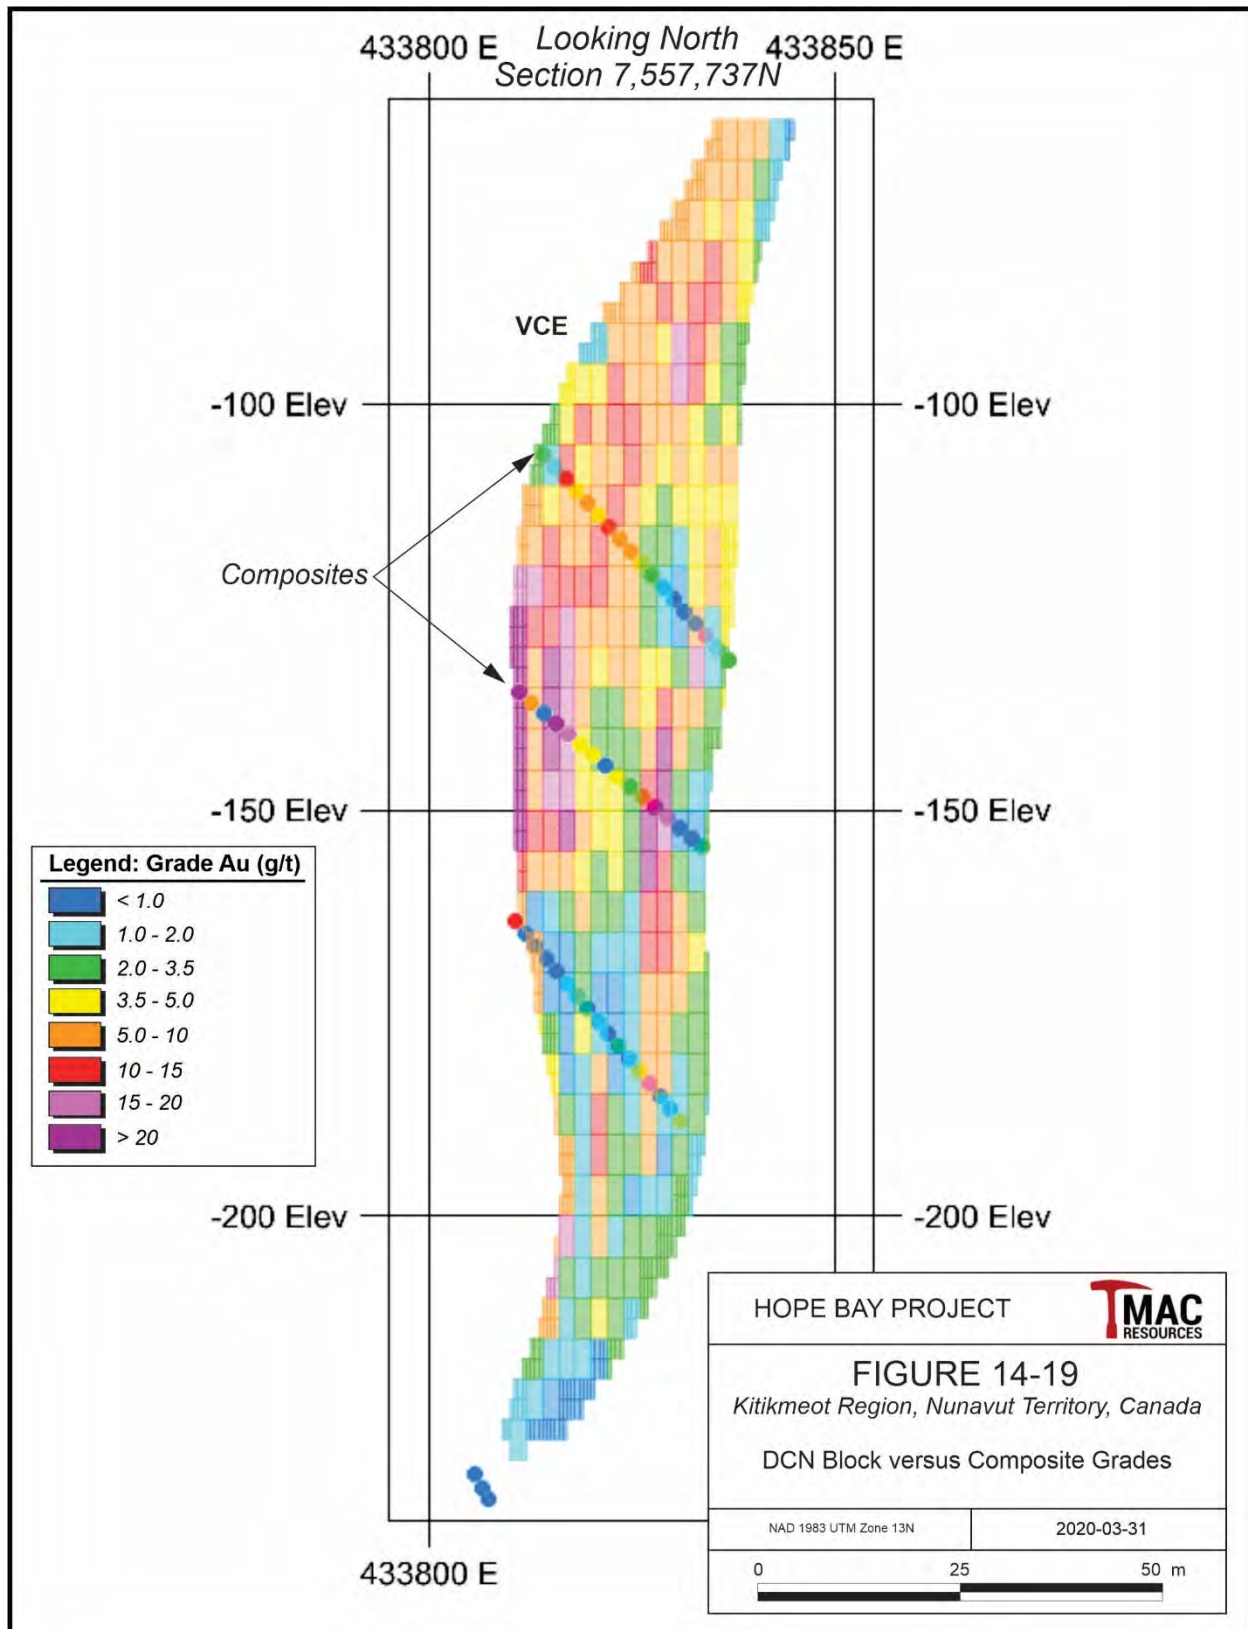 Looking North
433800 E
433850 E
Section 7,557,737N
VCE
-100 Elev
-100 Elev
Composites
-150 Elev
-150 Elev
Legend: Grade Au (g/t)
< 1.0
1.0 - 2.0
2.0 - 3.5
3.5 - 5.0
5.0 - 10
10 - 15
15 - 20
> 20
-200 Elev
-200 Elev
433800 E
HOPE BAY PROJECT
TMAC
RESOURCES
FIGURE 14-19
Kitikmeot Region, Nunavut Territory, Canada
DCN Block versus Composite Grades
NAD 1983 UTM Zone 13N
2020-03-31
0 25 50 m